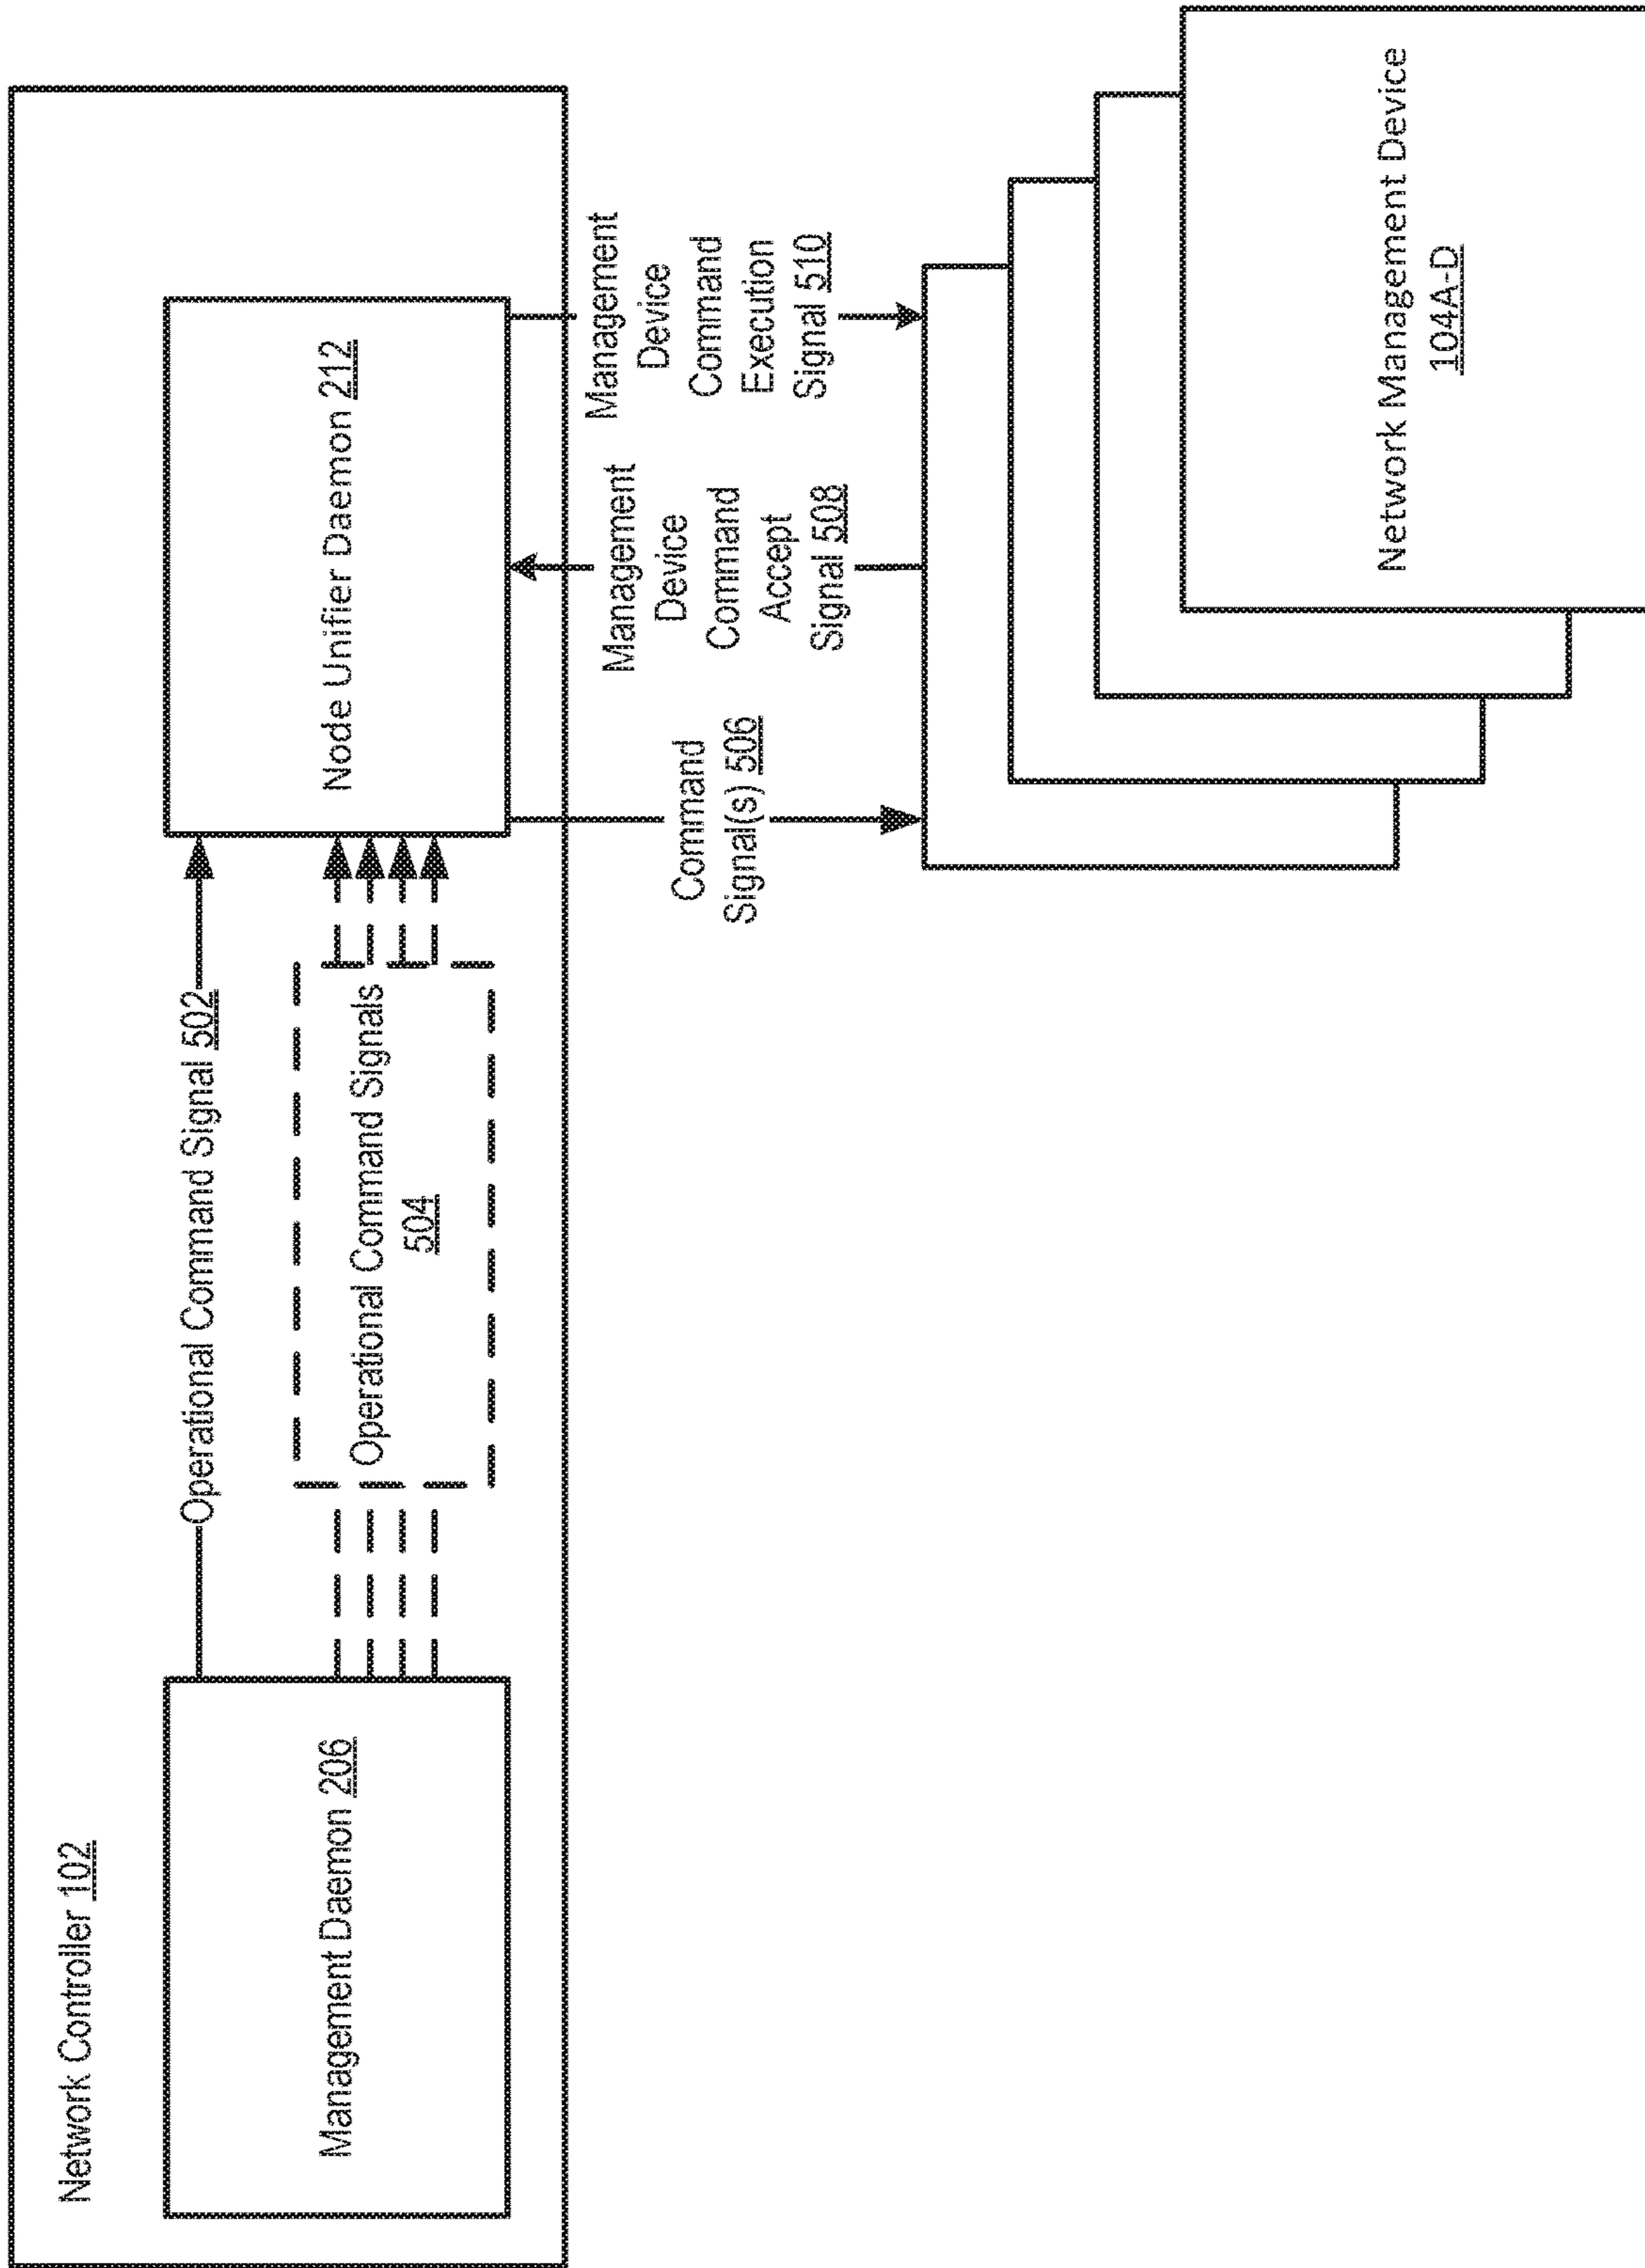 Network Controller 102
Management Daemon 206
Operational Command Signal 502
Operational Command Signals
504
Node Unifier Daemon 212
Command
Signal(s) 506
Management
Device
Command
Accept
Signal 508
Management
Device
Command
Execution
Signal 510
Network Management Device
104A-D